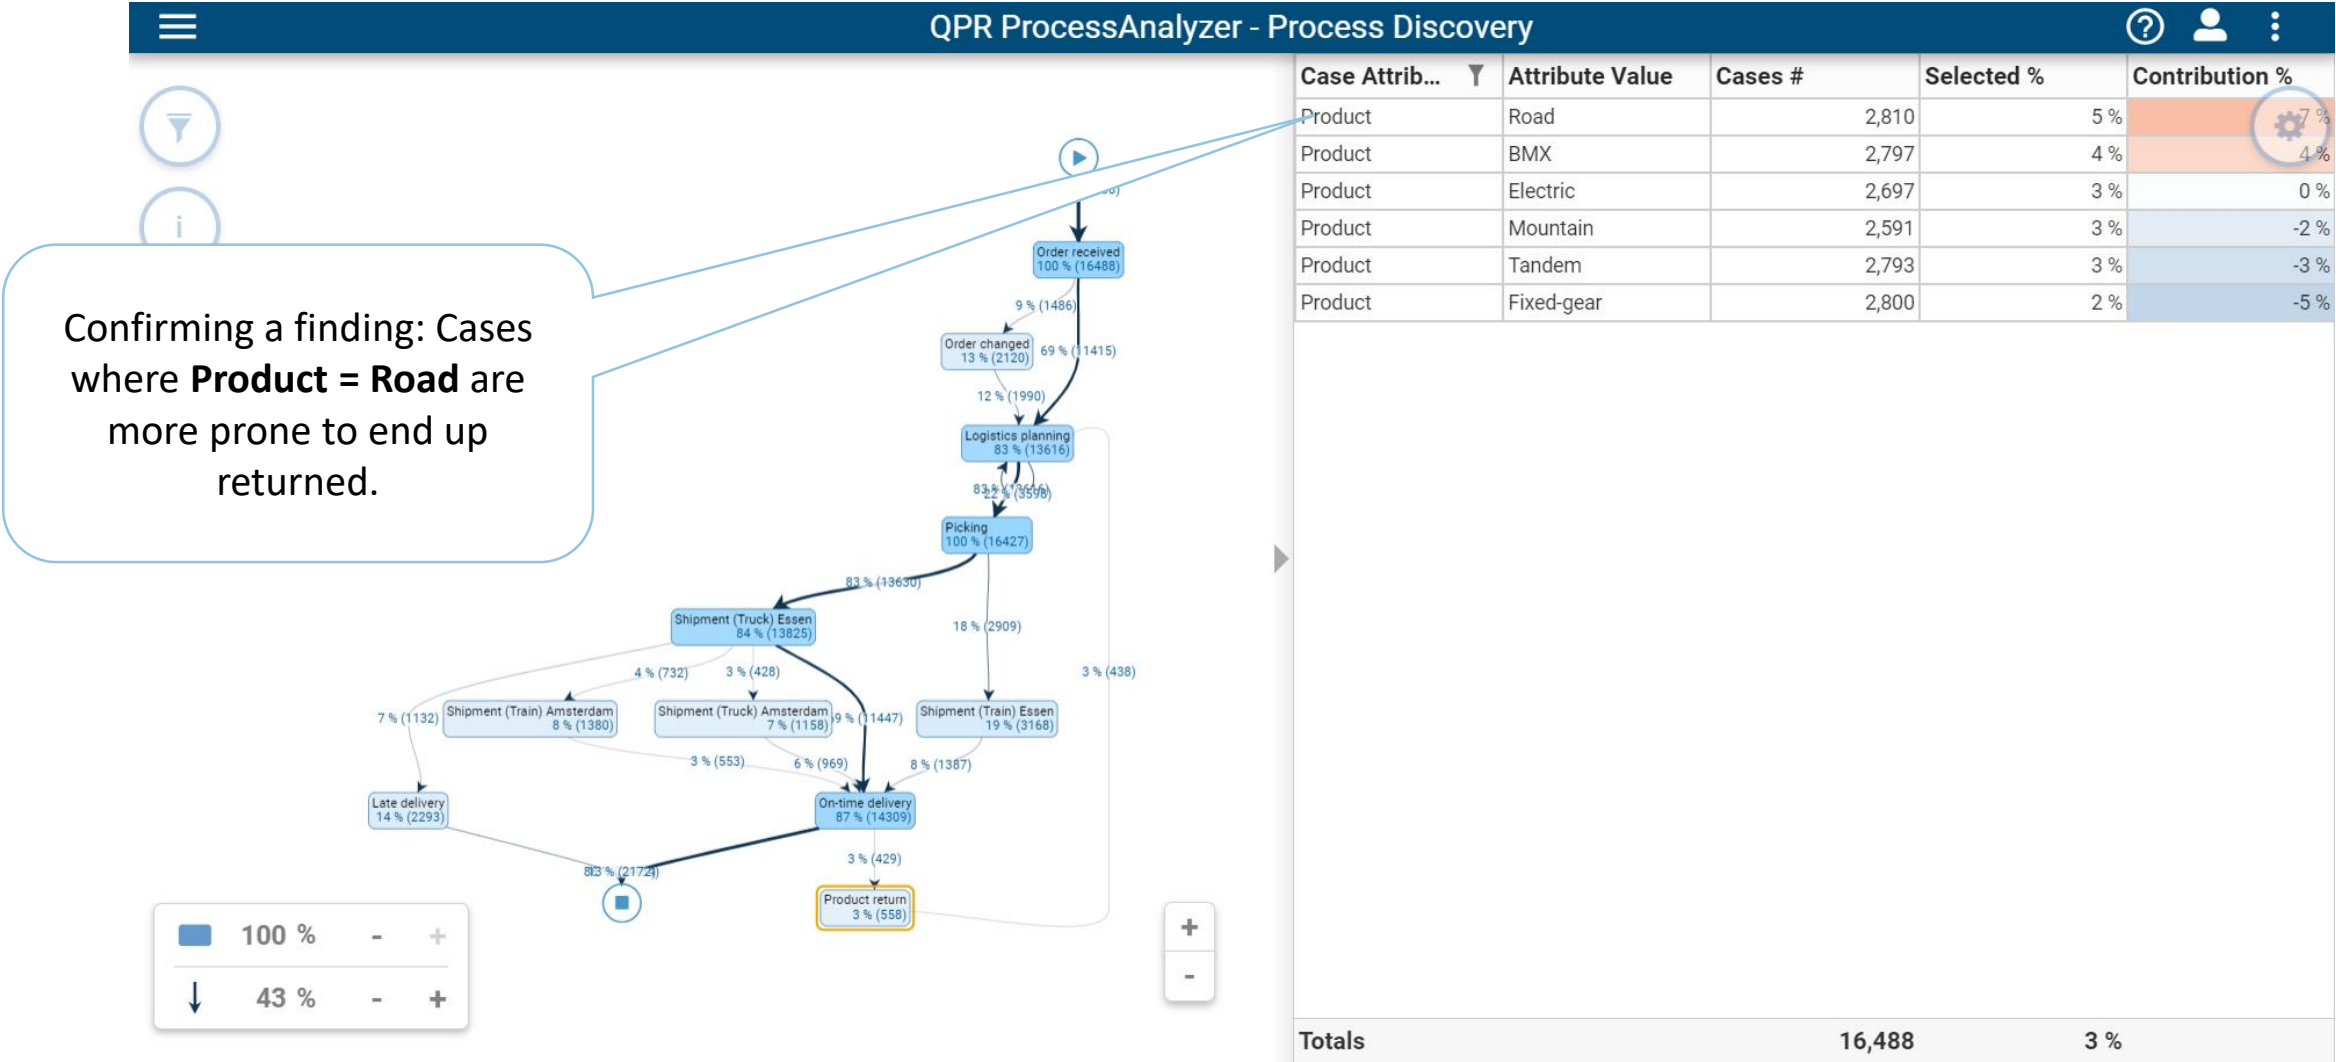 QPR ProcessAnalyzer - Process Discovery
Case Attrib... Attribute Value Cases # Selected % Contribution %
Product Road 2,810 5 % 7 %
Product BMX 2,797 4 % 4 %
Product Electric 2,697 3 % 0 %
Product Mountain 2,591 3 % -2 %
Product Tandem 2,793 3 % -3 %
Product Fixed-gear 2,800 2 % -5 %
Totals 16,488 3 %
i
Confirming a finding: Cases
where Product = Road are
more prone to end up
returned.
Order received
100 % (16488)
9 % (1486)
Order changed
13 % (2120)
69 % (11415)
12 % (1990)
Logistics planning
83 % (13616)
22 % (3598)
Picking
100 % (16427)
83 % (13630)
Shipment (Truck) Essen
84 % (13825)
18 % (2909)
4 % (732)
3 % (428)
3 % (438)
7 % (1132)
Shipment (Train) Amsterdam
8 % (1380)
Shipment (Truck) Amsterdam
7 % (1158)
(11447)
Shipment (Train) Essen
19 % (3168)
3 % (553)
6 % (969)
8 % (1387)
Late delivery
14 % (2293)
On-time delivery
87 % (14309)
3 % (429)
Product return
3 % (558)
100 % - +
43 % - +
+
-